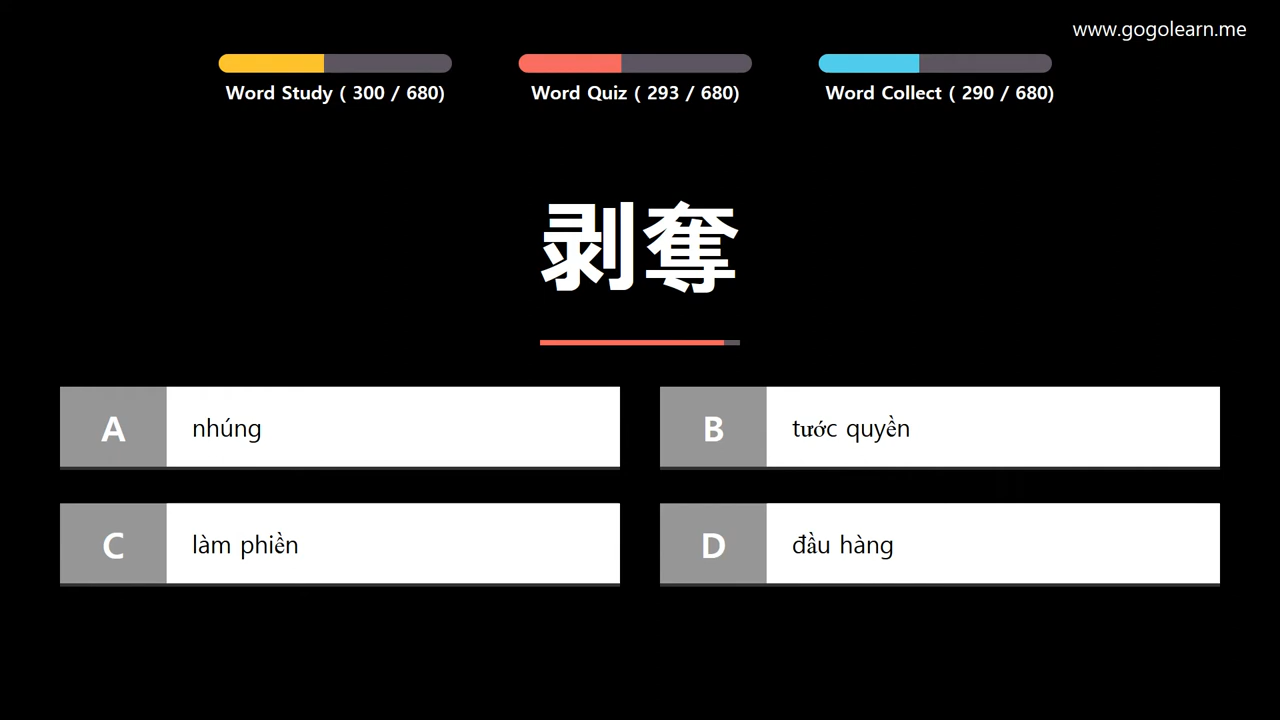 www.gogolearn.me
Word Study ( 300 / 680)
Word Quiz ( 293 / 680)
Word Collect ( 290 / 680)
剥奪
A nhúng
B tước quyền
C làm phiền
D đầu hàng